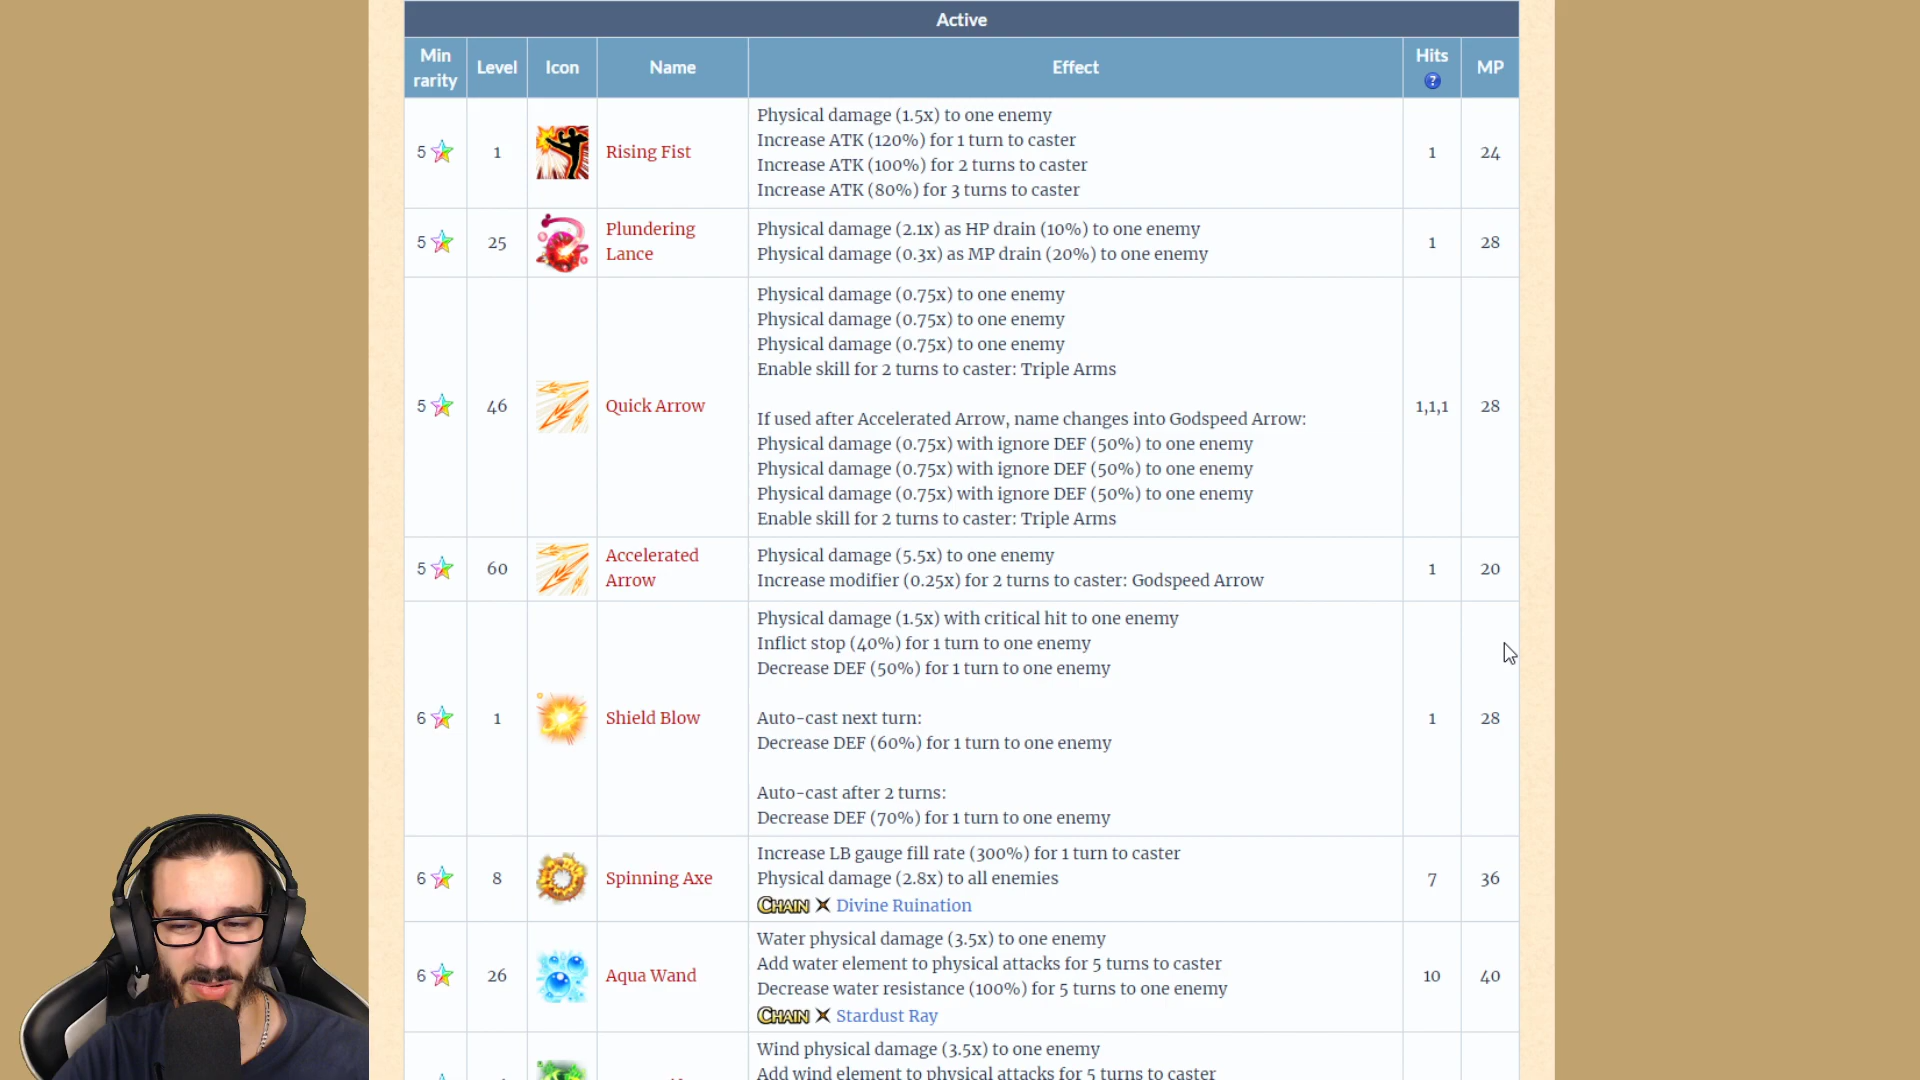 Active
Min rarity
Level
Icon
Name
Effect
Hits
?
MP
5
1
Rising Fist
Physical damage (1.5x) to one enemy
Increase ATK (120%) for 1 turn to caster
Increase ATK (100%) for 2 turns to caster
Increase ATK (80%) for 3 turns to caster
1
24
5
25
Plundering Lance
Physical damage (2.1x) as HP drain (10%) to one enemy
Physical damage (0.3x) as MP drain (20%) to one enemy
1
28
5
46
Quick Arrow
Physical damage (0.75x) to one enemy
Physical damage (0.75x) to one enemy
Physical damage (0.75x) to one enemy
Enable skill for 2 turns to caster: Triple Arms
If used after Accelerated Arrow, name changes into Godspeed Arrow:
Physical damage (0.75x) with ignore DEF (50%) to one enemy
Physical damage (0.75x) with ignore DEF (50%) to one enemy
Physical damage (0.75x) with ignore DEF (50%) to one enemy
Enable skill for 2 turns to caster: Triple Arms
1,1,1
28
5
60
Accelerated Arrow
Physical damage (5.5x) to one enemy
Increase modifier (0.25x) for 2 turns to caster: Godspeed Arrow
1
20
6
1
Shield Blow
Physical damage (1.5x) with critical hit to one enemy
Inflict stop (40%) for 1 turn to one enemy
Decrease DEF (50%) for 1 turn to one enemy
Auto-cast next turn:
Decrease DEF (60%) for 1 turn to one enemy
Auto-cast after 2 turns:
Decrease DEF (70%) for 1 turn to one enemy
1
28
6
8
Spinning Axe
Increase LB gauge fill rate (300%) for 1 turn to caster
Physical damage (2.8x) to all enemies
CHAIN Divine Ruination
7
36
6
26
Aqua Wand
Water physical damage (3.5x) to one enemy
Add water element to physical attacks for 5 turns to caster
Decrease water resistance (100%) for 5 turns to one enemy
CHAIN Stardust Ray
10
40
Wind physical damage (3.5x) to one enemy
Add wind element to physical attacks for 5 turns to caster